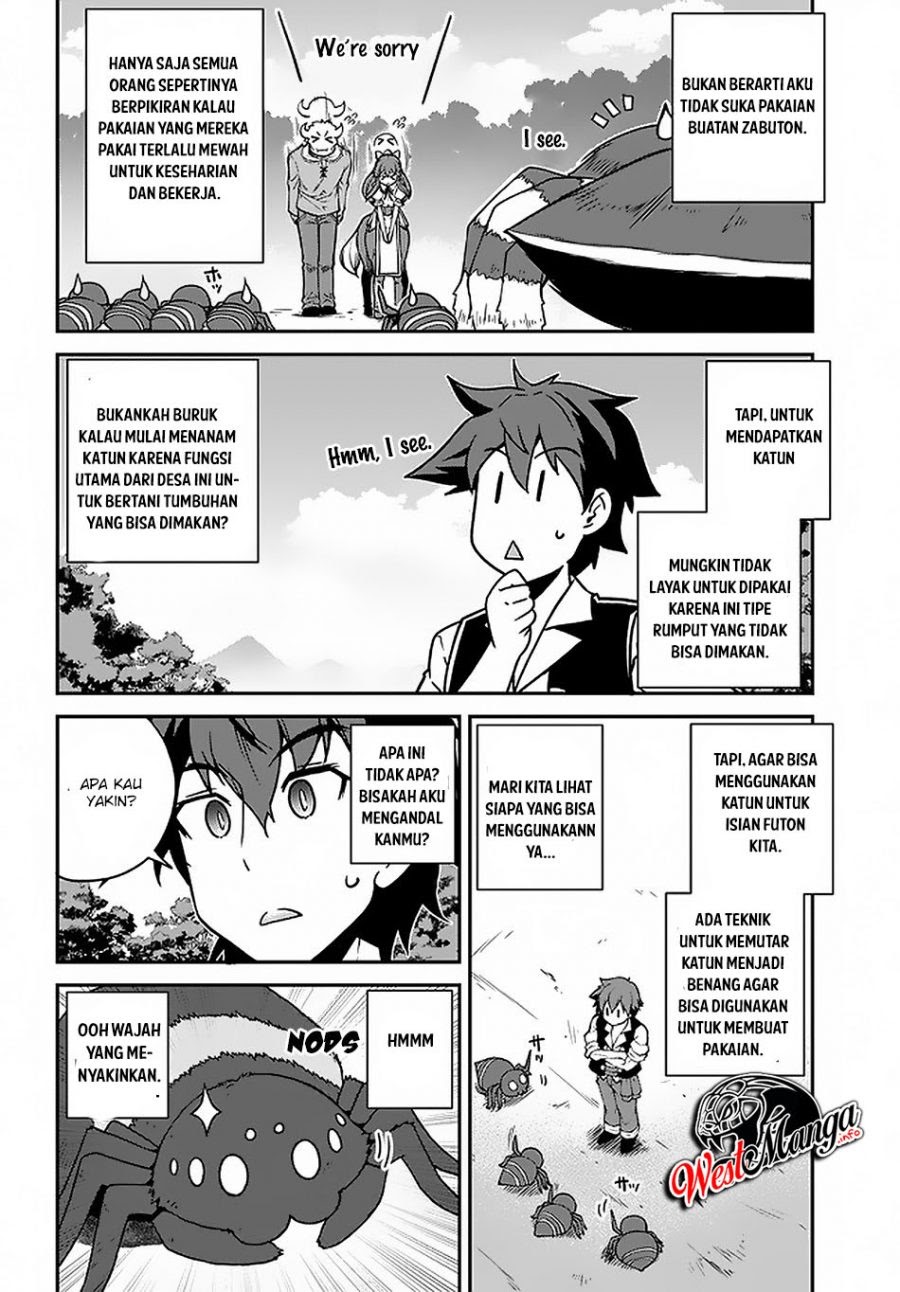 BUKAN BERARTI AKU
TIDAK SUKA PAKAIAN
BUATAN ZABUTON.
I see.
We're sorry
HANYA SAJA SEMUA
ORANG SEPERTINYA
BERPIKIRAN KALAU
PAKAIAN YANG MEREKA
PAKAI TERLALU MEWAH
UNTUK KESEHARIAN
DAN BEKERJA.
ホッ
TAPI, UNTUK
MENDAPATKAN
KATUN
MUNGKIN TIDAK
LAYAK UNTUK DIPAKAI
KARENA INI TIPE
RUMPUT YANG TIDAK
BISA DIMAKAN.
Hmm, I see.
BUKANKAH BURUK
KALAU MULAI MENANAM
KATUN KARENA FUNGSI
UTAMA DARI DESA INI UN-
TUK BERTANI TUMBUHAN
YANG BISA DIMAKAN?
TAPI, AGAR BISA
MENGGUNAKAN
KATUN UNTUK
ISIAN FUTON
KITA.
ADA TEKNIK
UNTUK MEMUTAR
KATUN MENJADI
BENANG AGAR
BISA DIGUNAKAN
UNTUK MEMBUAT
PAKAIAN.
MARI KITA LIHAT
SIAPA YANG BISA
MENGGUNAKANN
YA...
APA INI
TIDAK APA?
BISAKAH AKU
MENGANDAL
KANMU?
APA KAU
YAKIN?
HMMM
NODS
OOH WAJAH
YANG ME-
NYAKINKAN.
WestManga
.info